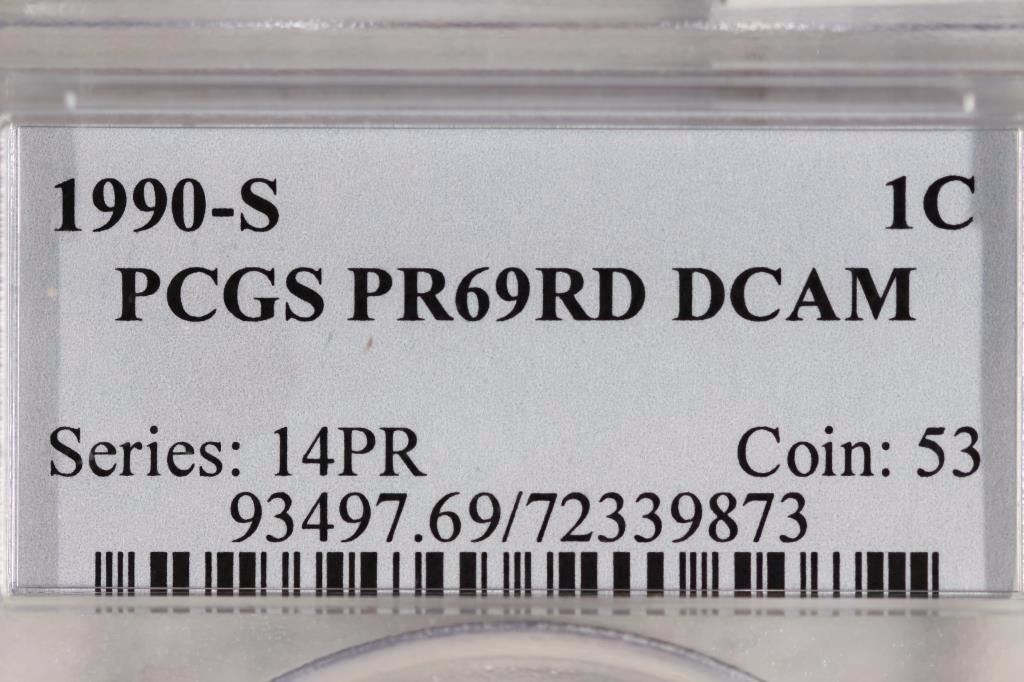 1990-S 1C
PCGS PR69RD DCAM
Series: 14PR Coin: 53
93497.69/72339873